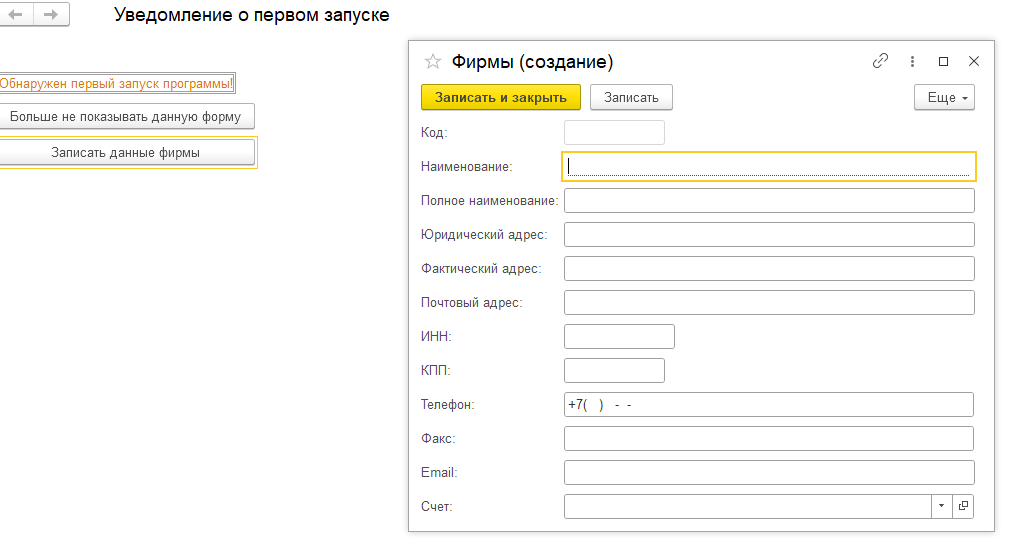 Уведомление о первом запуске
Обнаружен первый запуск программы!
Больше не показывать данную форму
Записать данные фирмы
Фирмы (создание)
Записать и закрыть
Записать
Еще
Код:
Наименование:
Полное наименование:
Юридический адрес:
Фактический адрес:
Почтовый адрес:
ИНН:
КПП:
Телефон: +7( ) - -
Факс:
Email:
Счет: